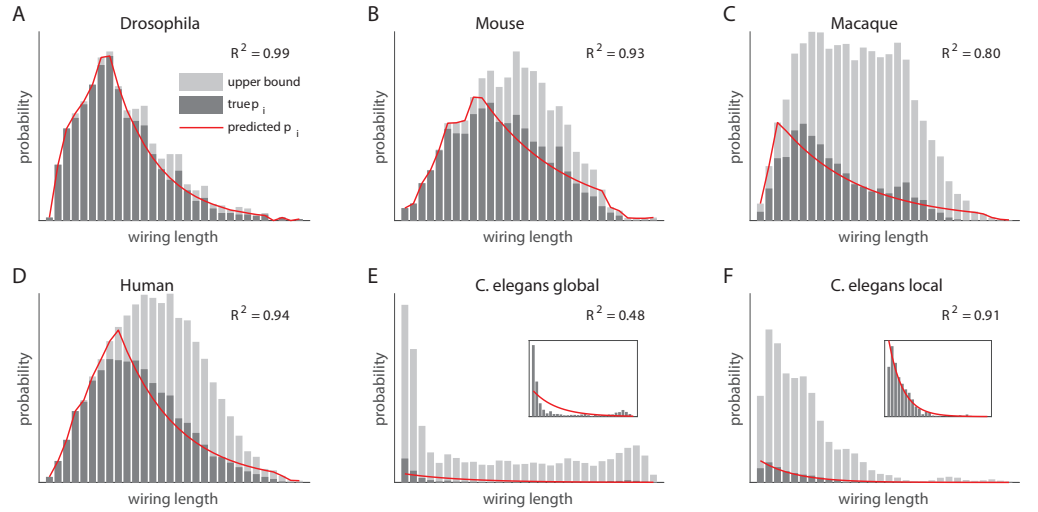 A
Drosophila
R² = 0.99
upper bound
true p i
predicted p i
probability
wiring length
B
Mouse
R² = 0.93
probability
wiring length
C
Macaque
R² = 0.80
probability
wiring length
D
Human
R² = 0.94
probability
wiring length
E
C. elegans global
R² = 0.48
probability
wiring length
F
C. elegans local
R² = 0.91
probability
wiring length